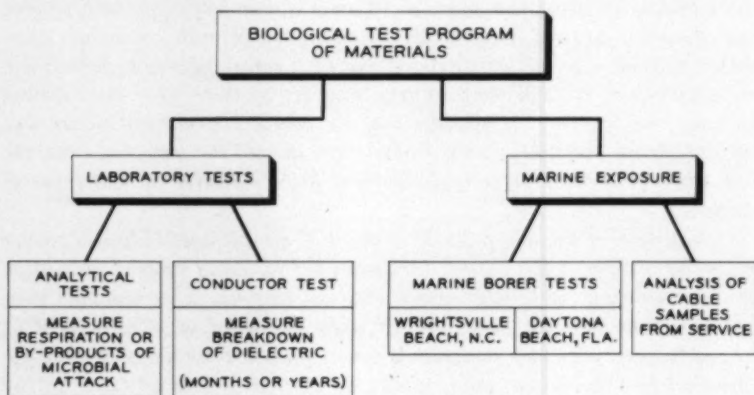 BIOLOGICAL TEST PROGRAM
OF MATERIALS
LABORATORY TESTS
MARINE EXPOSURE
ANALYTICAL
TESTS
MEASURE
RESPIRATION OR
BY-PRODUCTS OF
MICROBIAL
ATTACK
CONDUCTOR TEST
MEASURE
BREAKDOWN
OF DIELECTRIC
(MONTHS OR YEARS)
MARINE BORER TESTS
WRIGHTSVILLE
BEACH, N.C.
DAYTONA
BEACH, FLA.
ANALYSIS OF
CABLE
SAMPLES
FROM SERVICE